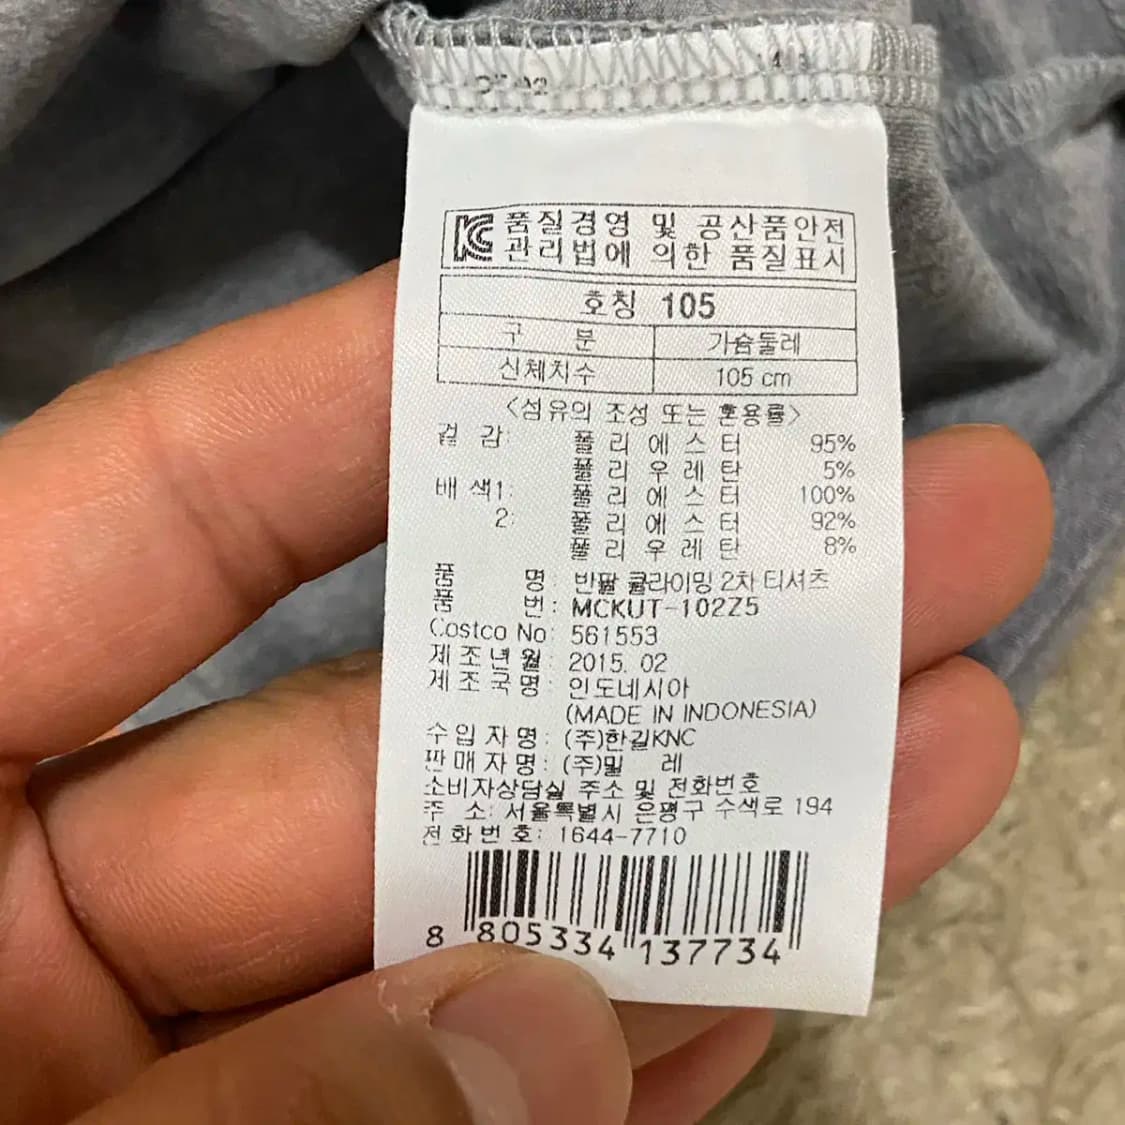 KC 품질경영 및 공산품안전
관리법에 의한 품질표시
호칭 105
구 분 가슴둘레
신체치수 105 cm
<섬유의 조성 또는 혼용률>
겉 감: 폴 리 에 스 터 95%
폴 리 우 레 탄 5%
배 색1: 폴 리 에 스 터 100%
2: 폴 리 에 스 터 92%
폴 리 우 레 탄 8%
품 명: 반팔 클라이밍 2차 티셔츠
품 번: MCKUT-102Z5
Costco No: 561553
제 조 년 월: 2015. 02
제 조 국 명: 인도네시아
(MADE IN INDONESIA)
수 입 자 명: (주)한길KNC
판 매 자 명: (주)밀 레
소비자상담실 주소 및 전화번호
주 소: 서울특별시 은평구 수색로 194
전 화 번 호: 1644-7710
8 805334 137734